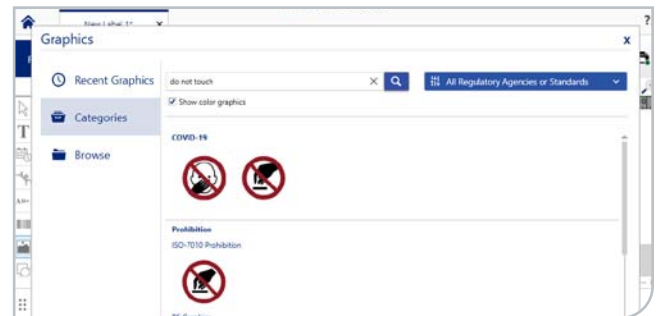 New Label 1*
x
?
Graphics
x
Recent Graphics
do not touch
All Regulatory Agencies or Standards
Show color graphics
Categories
T
COVID-19
Browse
Prohibition
ISO-7010 Prohibition